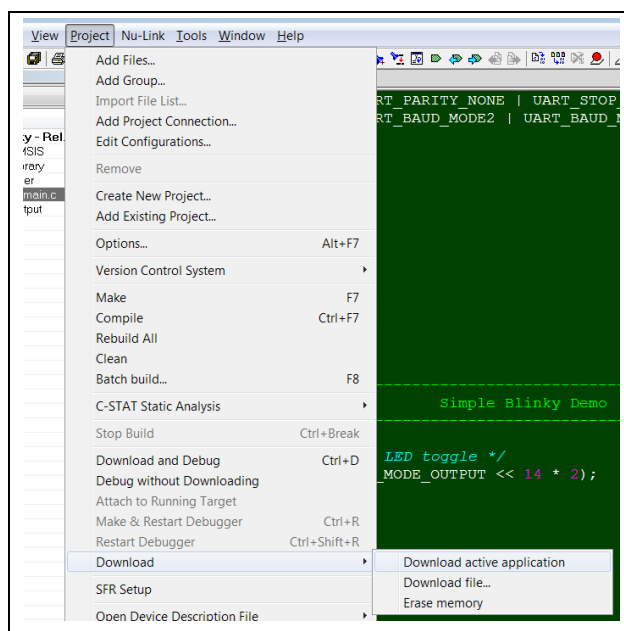 View Project Nu-Link Tools Window Help
Add Files...
Add Group...
Import File List...
Add Project Connection...
Edit Configurations...
Remove
Create New Project...
Add Existing Project...
Options... Alt+F7
Version Control System
Make F7
Compile Ctrl+F7
Rebuild All
Clean
Batch build... F8
C-STAT Static Analysis
Stop Build Ctrl+Break
Download and Debug Ctrl+D
Debug without Downloading
Attach to Running Target
Make & Restart Debugger Ctrl+R
Restart Debugger Ctrl+Shift+R
Download
SFR Setup
Open Device Description File
Download active application
Download file...
Erase memory
y - Rel
MSIS
brary
er
main.c
tput
RT_PARITY_NONE | UART_STOP_
RT_BAUD_MODE2 | UART_BAUD_M
Simple Blinky Demo
LED toggle */
_MODE_OUTPUT << 14 * 2);